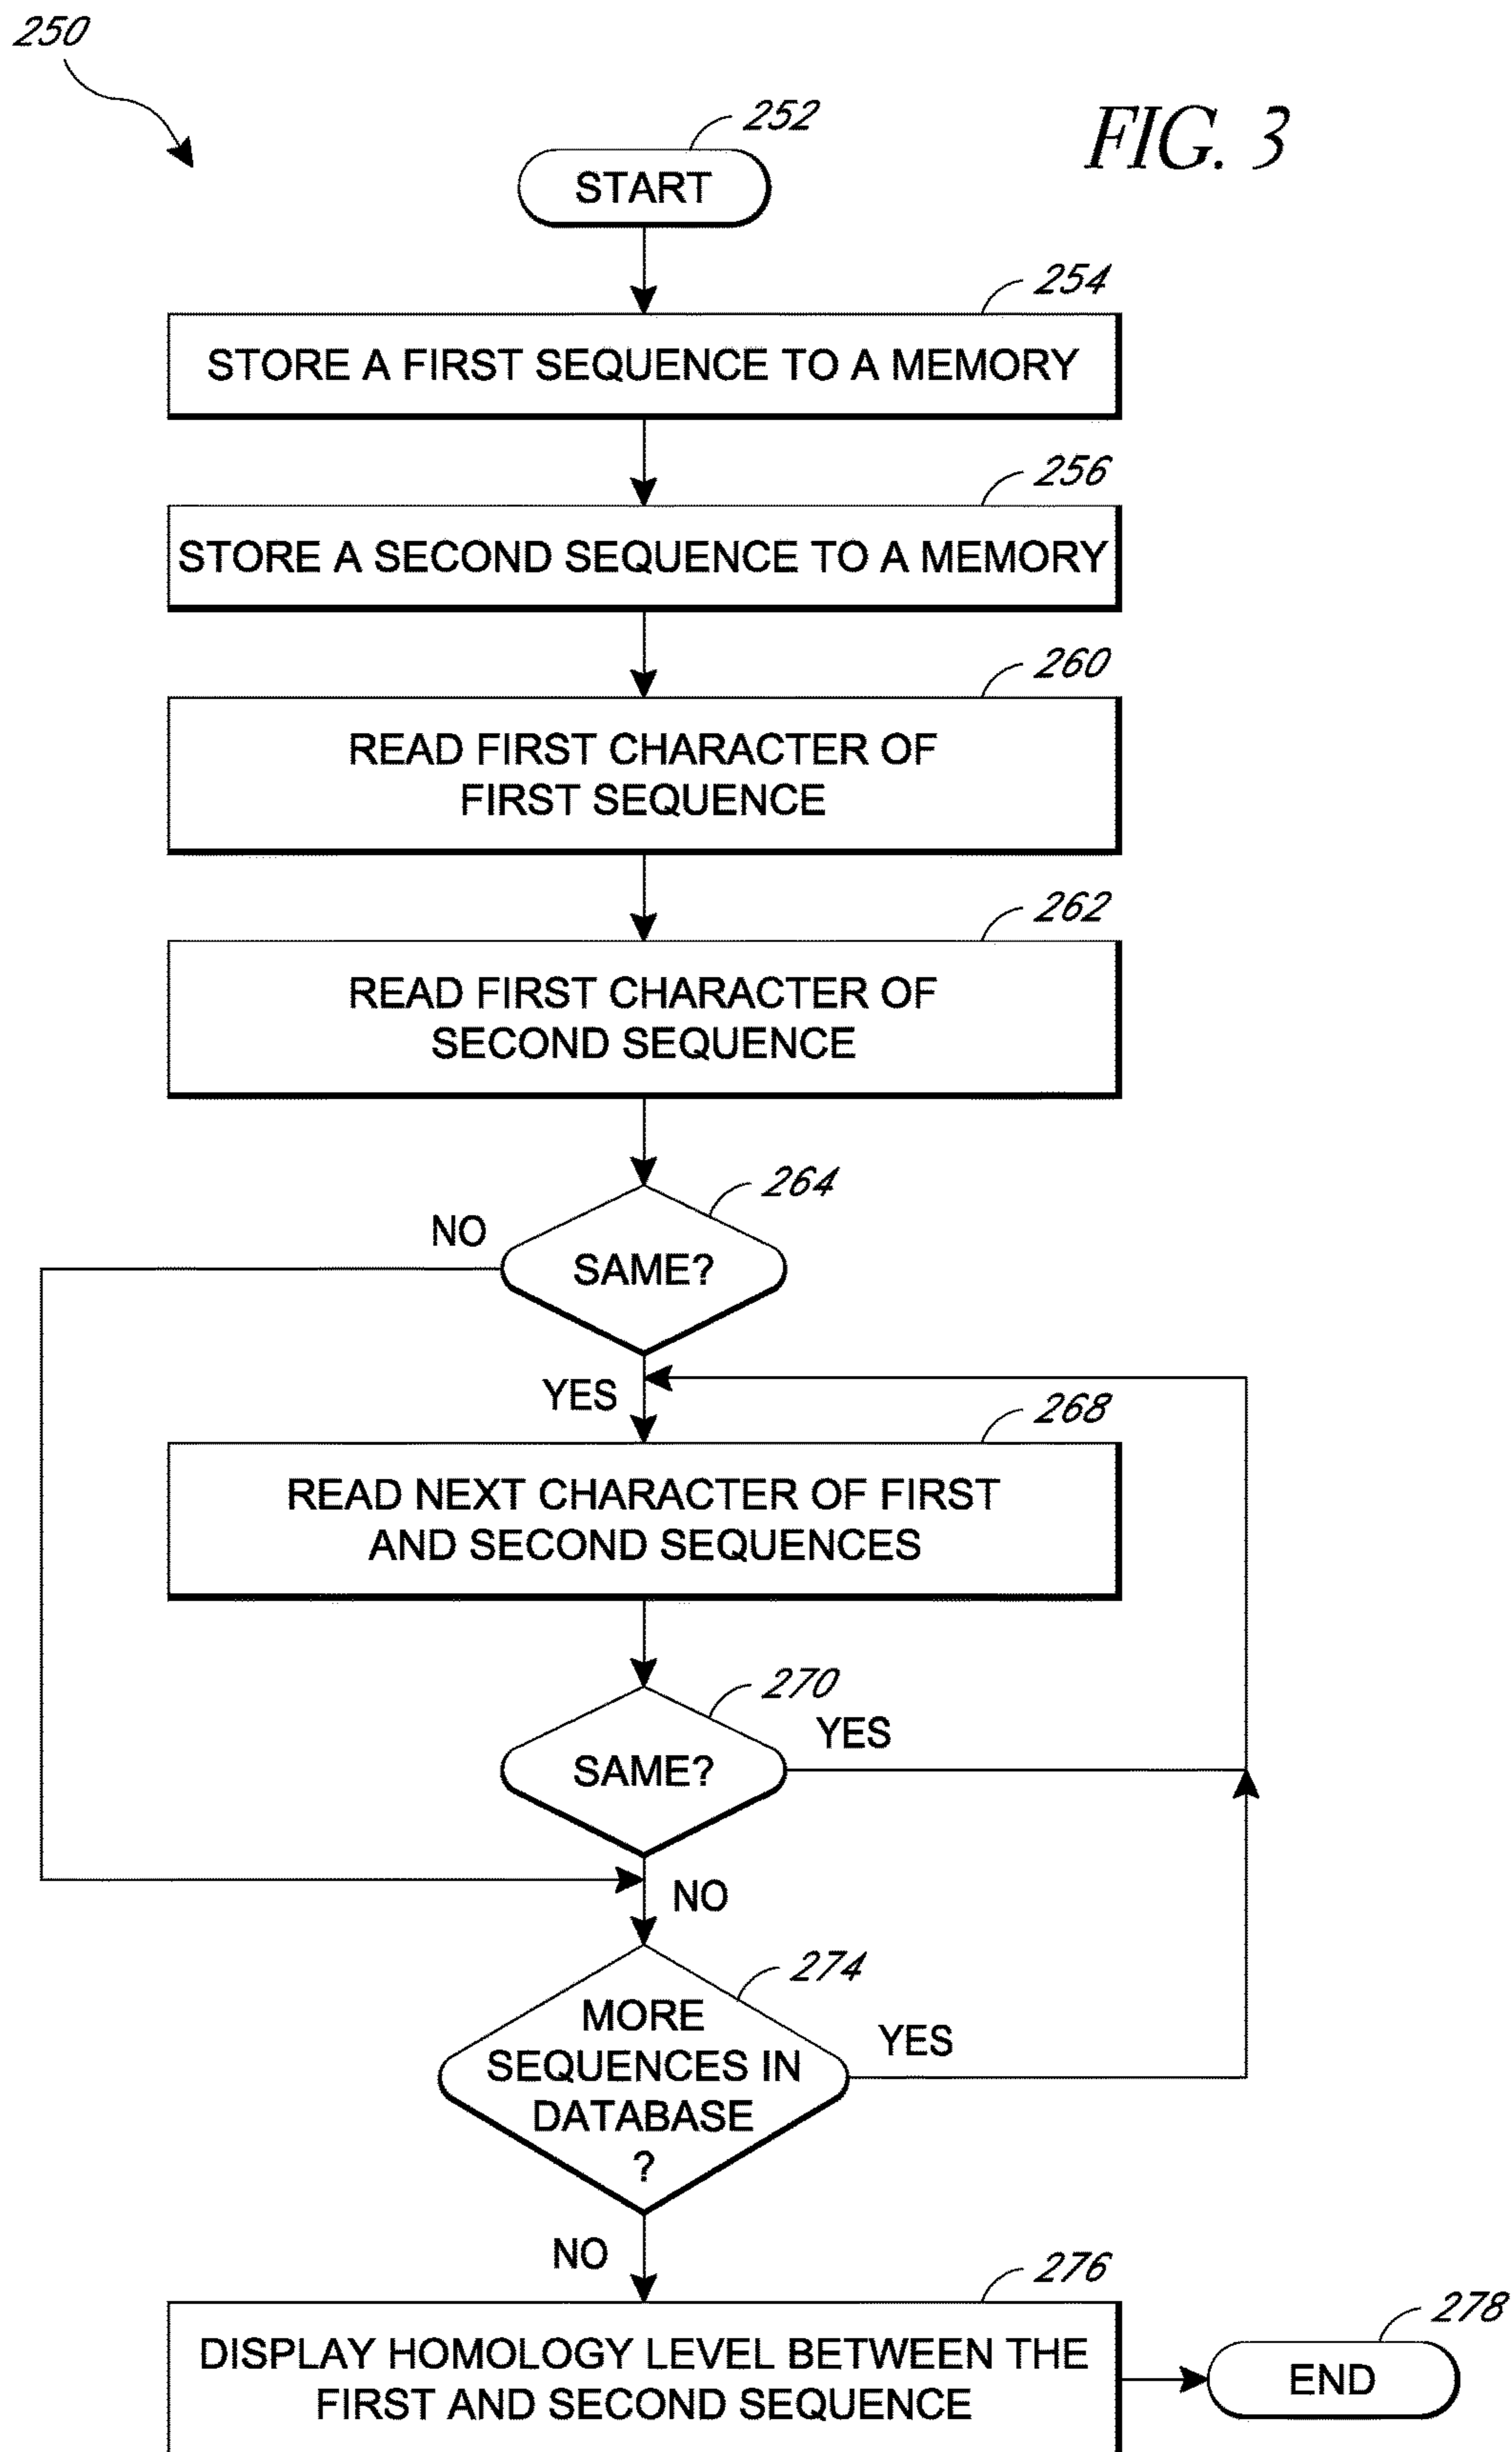 250
FIG. 3
252
START
254
STORE A FIRST SEQUENCE TO A MEMORY
256
STORE A SECOND SEQUENCE TO A MEMORY
260
READ FIRST CHARACTER OF
FIRST SEQUENCE
262
READ FIRST CHARACTER OF
SECOND SEQUENCE
264
NO
SAME?
YES
268
READ NEXT CHARACTER OF FIRST
AND SECOND SEQUENCES
270
YES
SAME?
NO
274
MORE
SEQUENCES IN
DATABASE
?
YES
NO
276
DISPLAY HOMOLOGY LEVEL BETWEEN THE
FIRST AND SECOND SEQUENCE
278
END